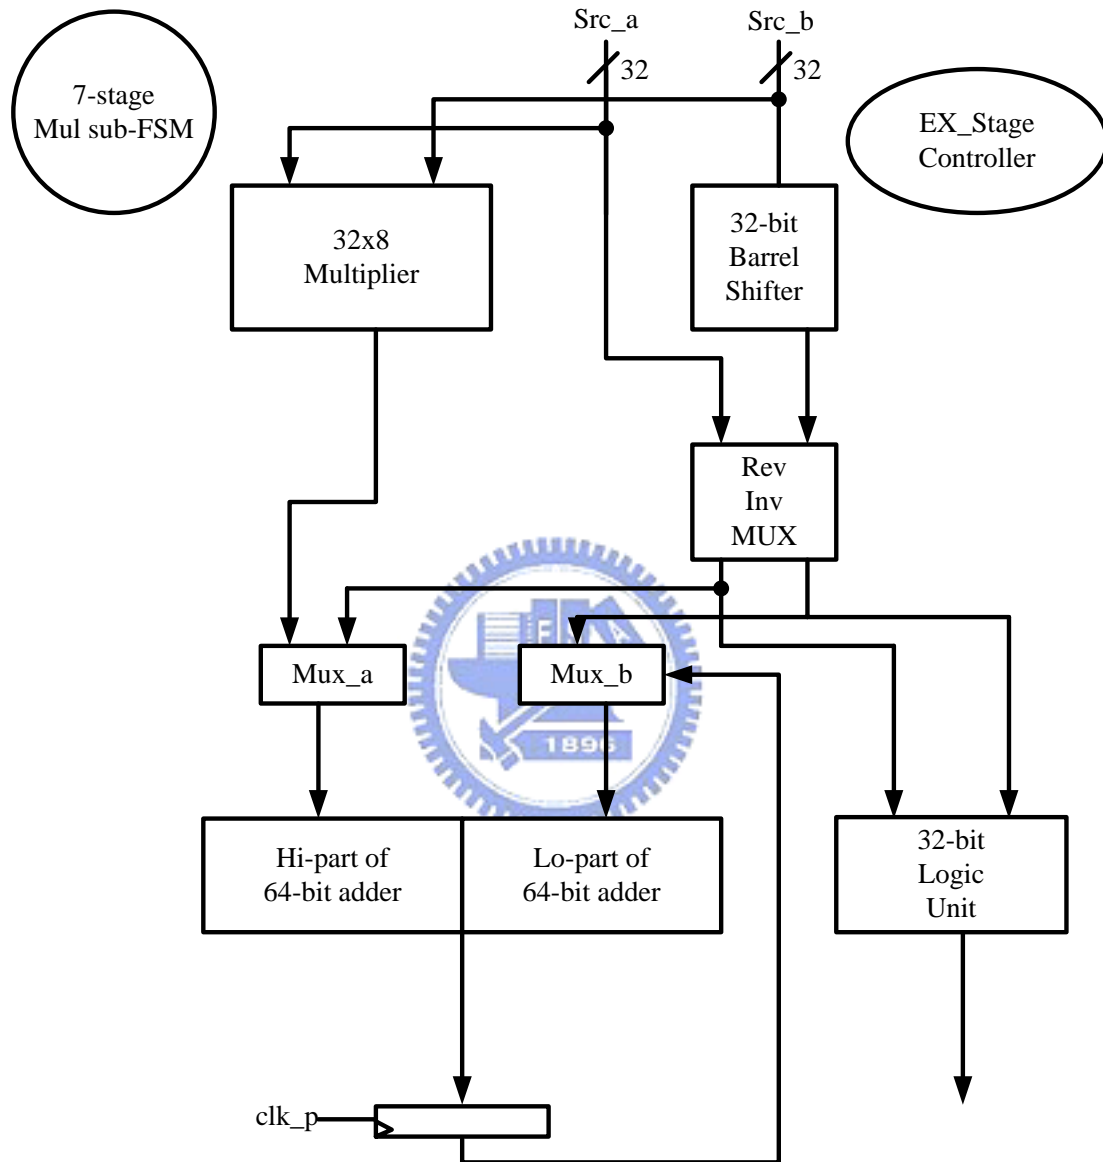 Src_a
Src_b
32
32
7-stage
Mul sub-FSM
EX_Stage
Controller
32x8
Multiplier
32-bit
Barrel
Shifter
Rev
Inv
MUX
Mux_a
Mux_b
1896
Hi-part of
64-bit adder
Lo-part of
64-bit adder
32-bit
Logic
Unit
clk_p